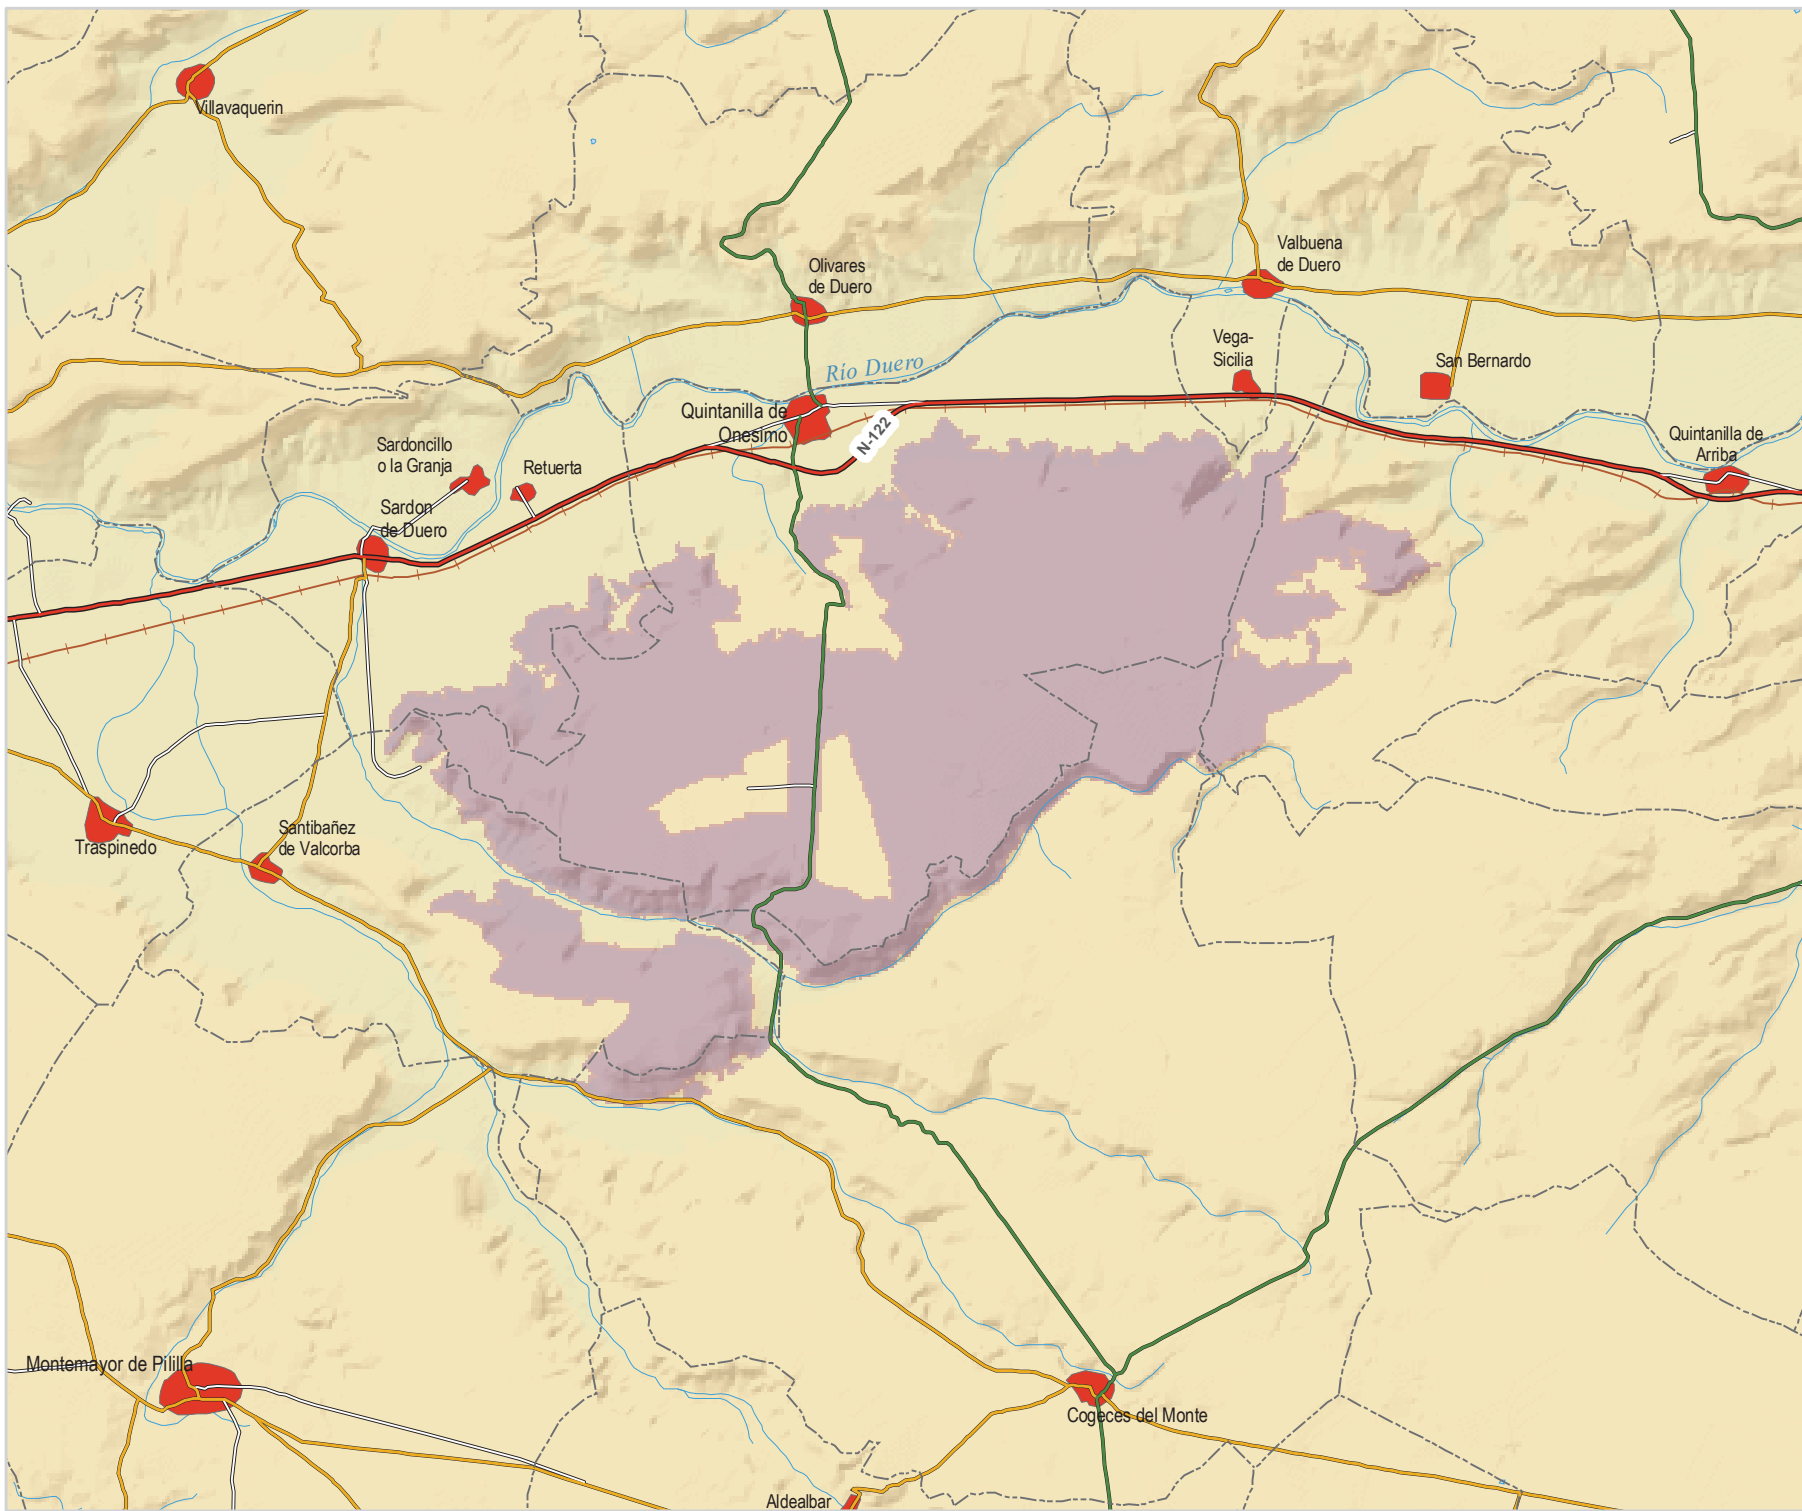 Villavaquerin
Valbuena
de Duero
Olivares
de Duero
Vega-
Sicilia
San Bernardo
Río Duero
Quintanilla de
Onesimo
N-122
Quintanilla de
Arriba
Sardoncillo
o la Granja
Retuerta
Sardon
de Duero
Santibañez
de Valcorba
Traspinedo
Montemayor de Pililla
Cogeces del Monte
Aldealbar